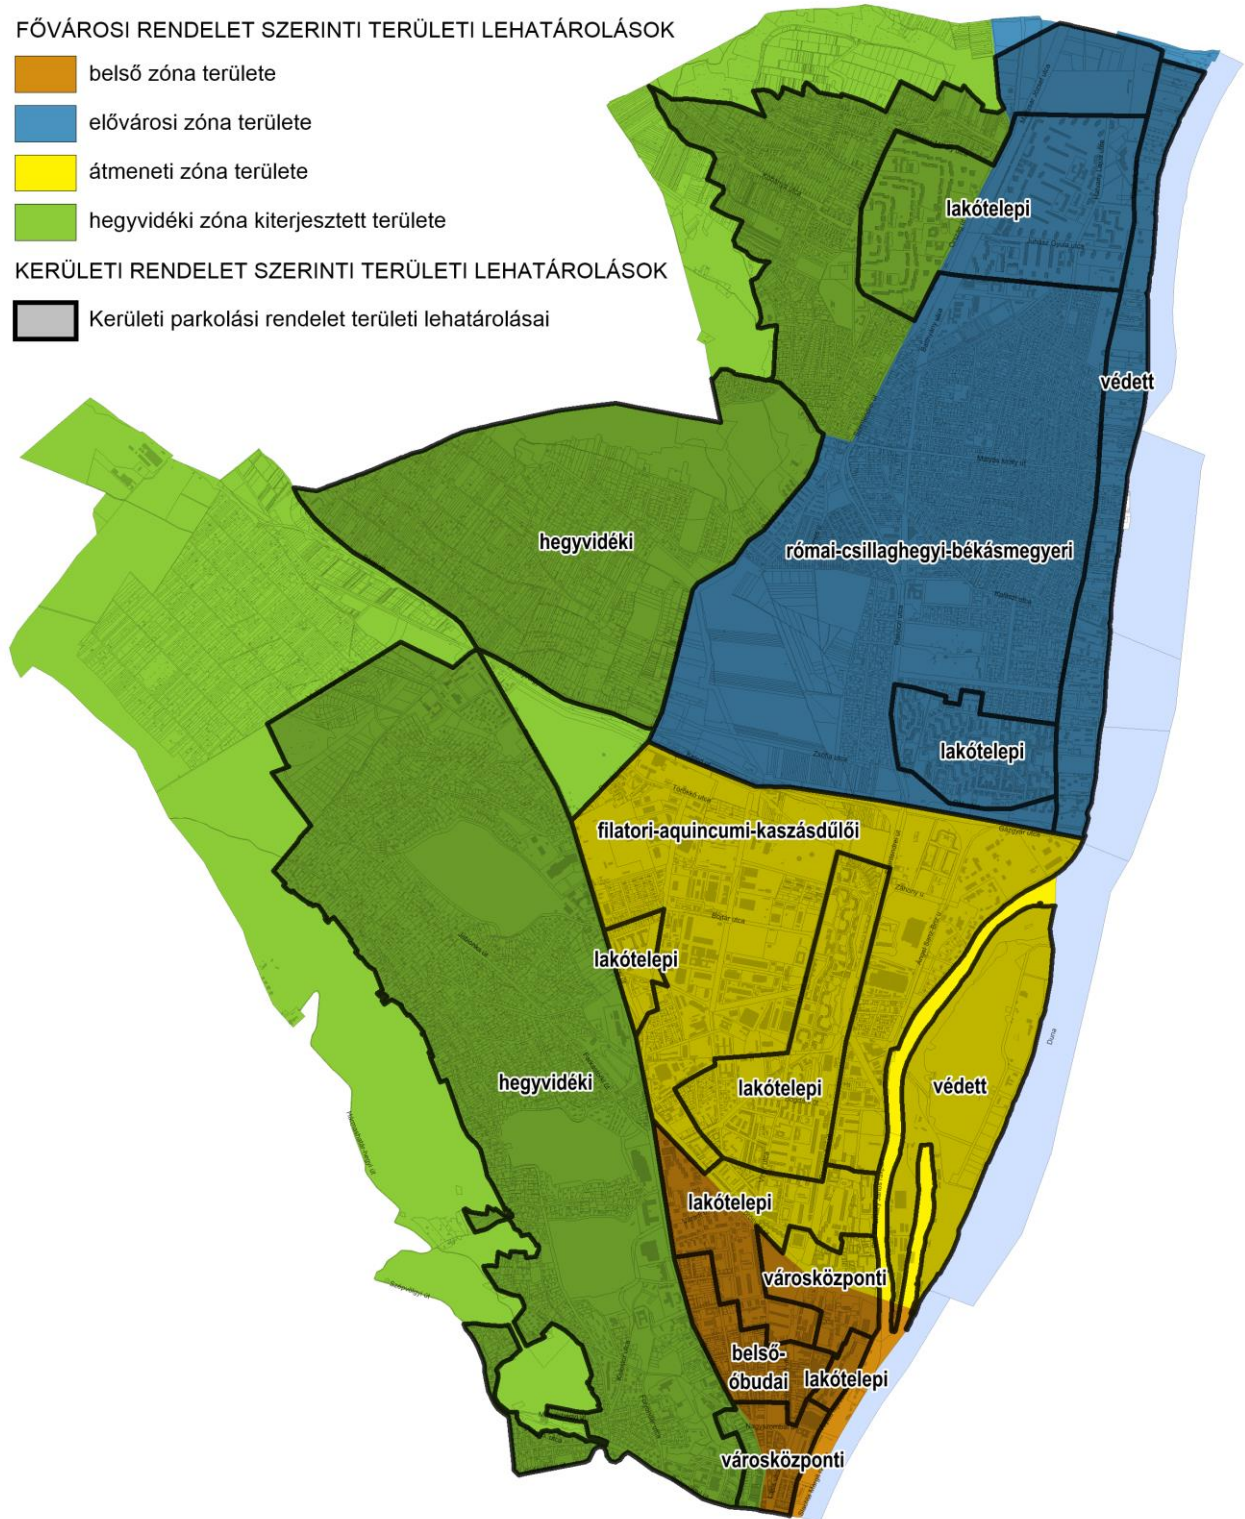 FŐVÁROSI RENDELET SZERINTI TERÜLETI LEHATÁROLÁSOK
belső zóna területe
elővárosi zóna területe
átmeneti zóna területe
hegyvidéki zóna kiterjesztett területe
KERÜLETI RENDELET SZERINTI TERÜLETI LEHATÁROLÁSOK
Kerületi parkolási rendelet területi lehatárolásai
lakótelepi
védett
hegyvidéki
római-csillaghegyi-békásmegyeri
lakótelepi
filatori-aquincumi-kaszásdűlői
lakótelepi
hegyvidéki
lakótelepi
védett
Duna
lakótelepi
városközponti
belső-
óbudai
lakótelepi
városközponti